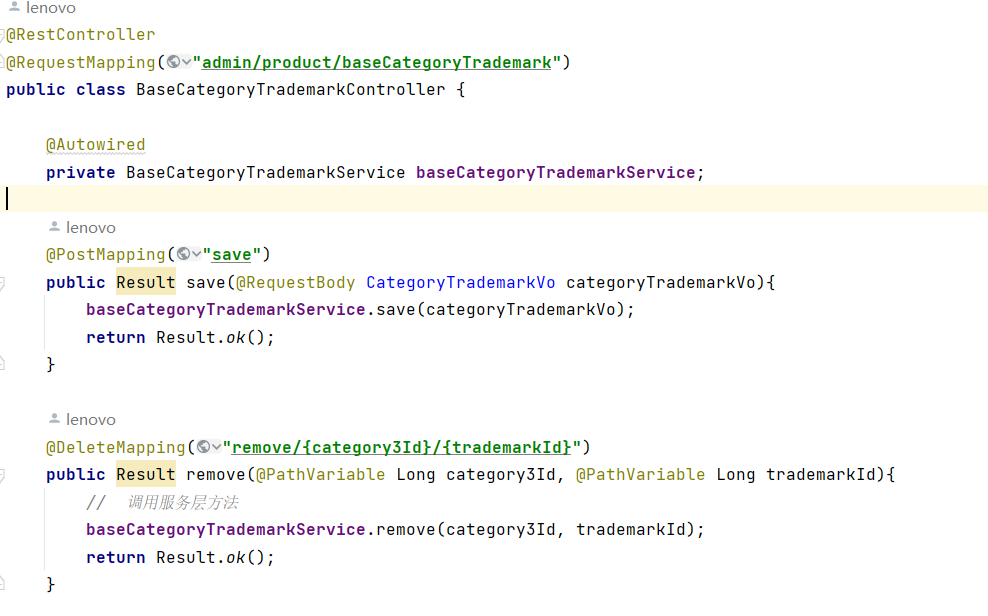 lenovo
@RestController
@RequestMapping("admin/product/baseCategoryTrademark")
public class BaseCategoryTrademarkController {
@Autowired
private BaseCategoryTrademarkService baseCategoryTrademarkService;
lenovo
@PostMapping("save")
public Result save(@RequestBody CategoryTrademarkVo categoryTrademarkVo){
baseCategoryTrademarkService.save(categoryTrademarkVo);
return Result.ok();
}
lenovo
@DeleteMapping("remove/{category3Id}/{trademarkId}")
public Result remove(@PathVariable Long category3Id, @PathVariable Long trademarkId){
// 调用服务层方法
baseCategoryTrademarkService.remove(category3Id, trademarkId);
return Result.ok();
}